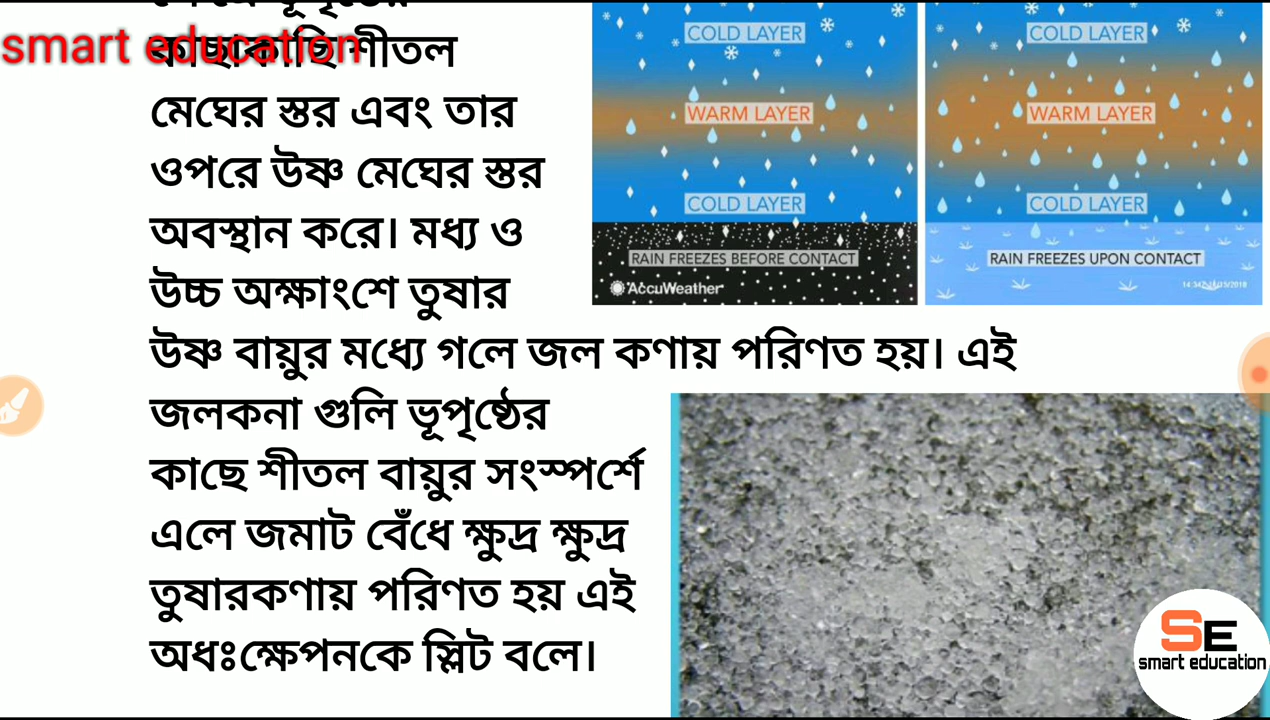 smart education
কাছাকাছি শীতল
মেঘের স্তর এবং তার
ওপরে উষ্ণ মেঘের স্তর
অবস্থান করে। মধ্য ও
উচ্চ অক্ষাংশে তুষার
উষ্ণ বায়ুর মধ্যে গলে জল কণায় পরিণত হয়। এই
জলকনা গুলি ভূপৃষ্ঠের
কাছে শীতল বায়ুর সংস্পর্শে
এলে জমাট বেঁধে ক্ষুদ্র ক্ষুদ্র
তুষারকণায় পরিণত হয় এই
অধঃক্ষেপনকে স্লিট বলে।
COLD LAYER
WARM LAYER
COLD LAYER
RAIN FREEZES BEFORE CONTACT
AccuWeather
COLD LAYER
WARM LAYER
COLD LAYER
RAIN FREEZES UPON CONTACT
SE
smart education